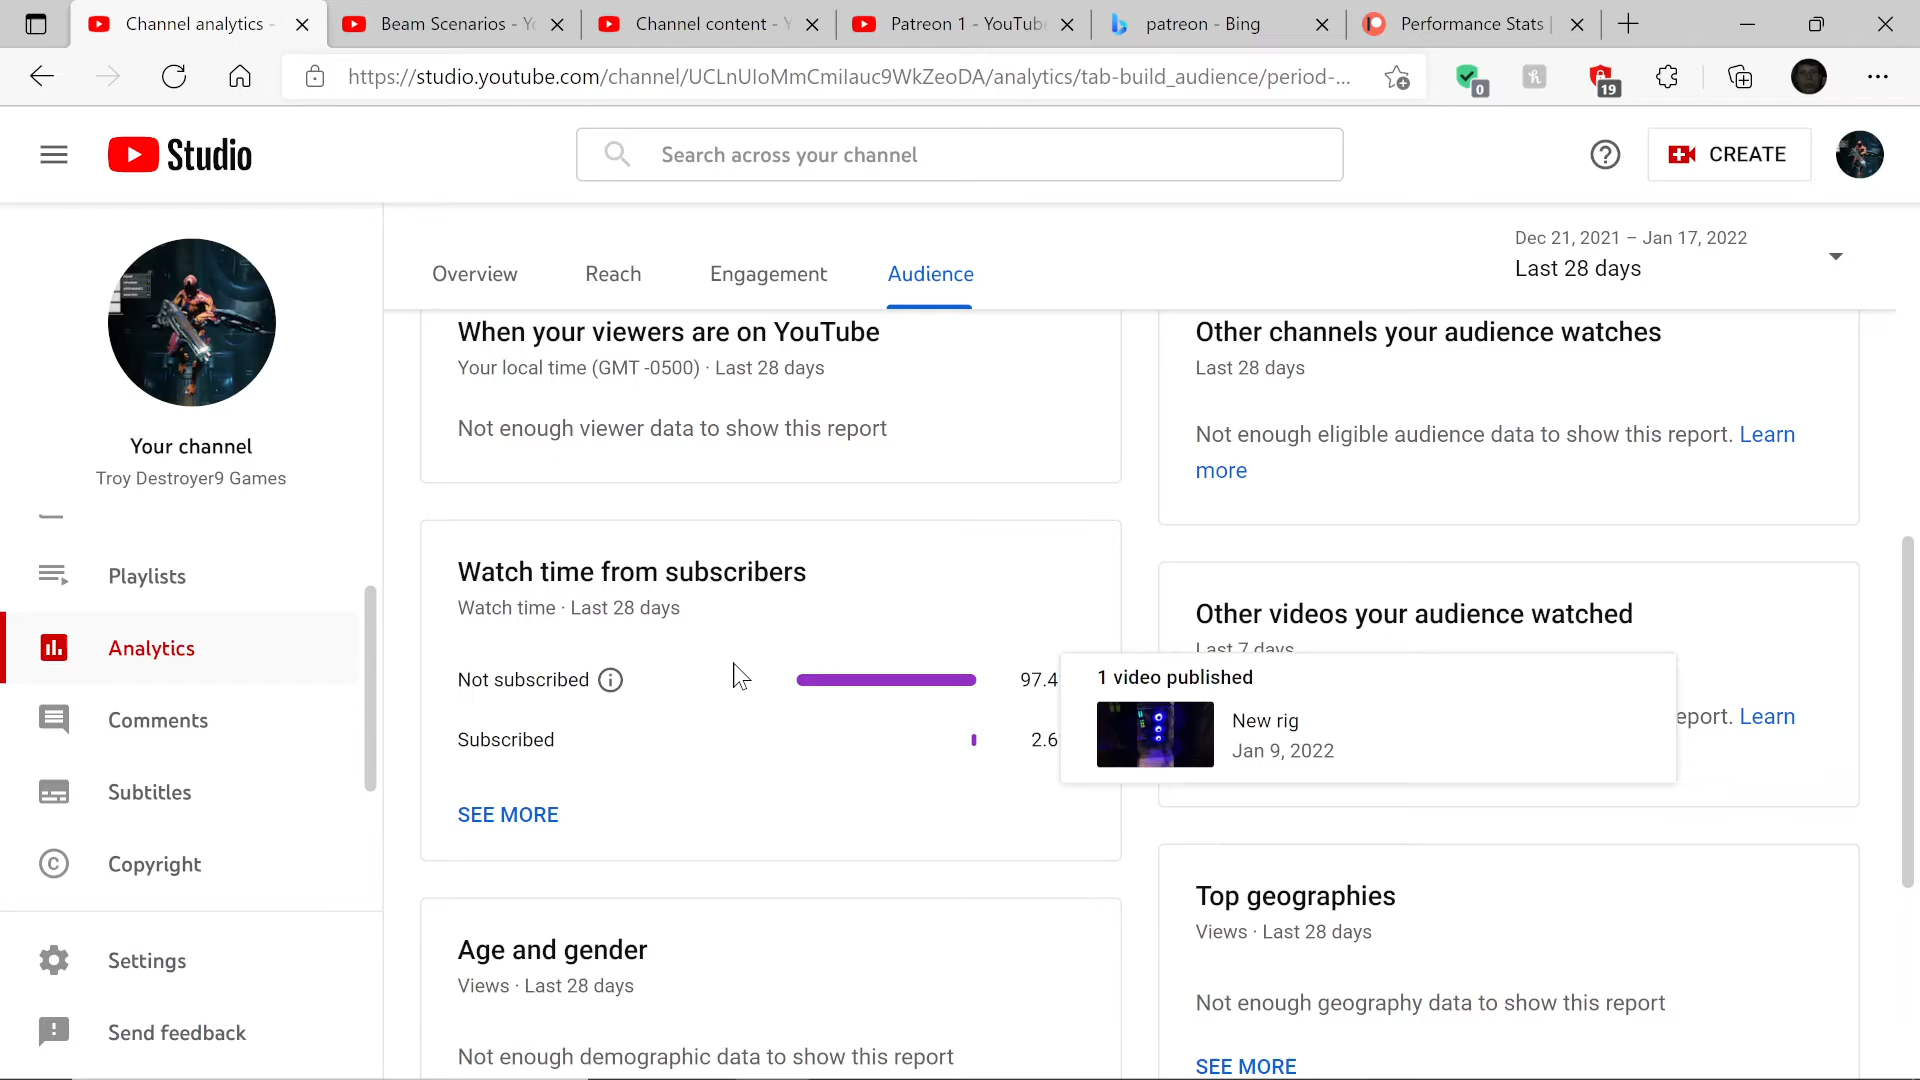 Channel analytics -
Beam Scenarios - Yo
Channel content - Y
Patreon 1 - YouTube
patreon - Bing
Performance Stats |
https://studio.youtube.com/channel/UCLnUIoMmCmiIauc9WkZeoDA/analytics/tab-build_audience/period-...
0
19
Studio
Search across your channel
CREATE
Your channel
Troy Destroyer9 Games
Playlists
Analytics
Comments
Subtitles
Copyright
Settings
Send feedback
Overview
Reach
Engagement
Audience
Dec 21, 2021 – Jan 17, 2022
Last 28 days
When your viewers are on YouTube
Your local time (GMT -0500) · Last 28 days
Not enough viewer data to show this report
Watch time from subscribers
Watch time · Last 28 days
Not subscribed
97.4
Subscribed
2.6
SEE MORE
Age and gender
Views · Last 28 days
Not enough demographic data to show this report
Other channels your audience watches
Last 28 days
Not enough eligible audience data to show this report. Learn
more
Other videos your audience watched
Last 7 days
1 video published
New rig
Jan 9, 2022
eport. Learn
Top geographies
Views · Last 28 days
Not enough geography data to show this report
SEE MORE